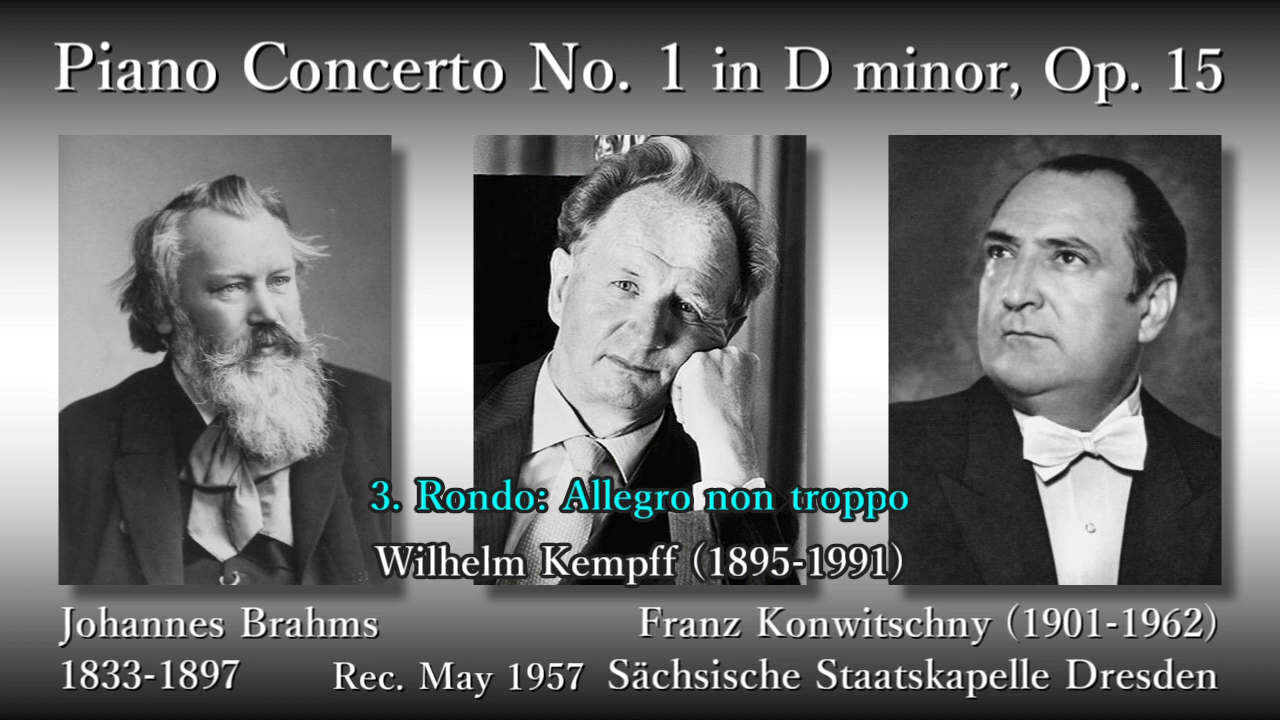 Piano Concerto No. 1 in D minor, Op. 15
3. Rondo: Allegro non troppo
Wilhelm Kempff (1895-1991)
Johannes Brahms
1833-1897
Franz Konwitschny (1901-1962)
Rec. May 1957
Sächsische Staatskapelle Dresden